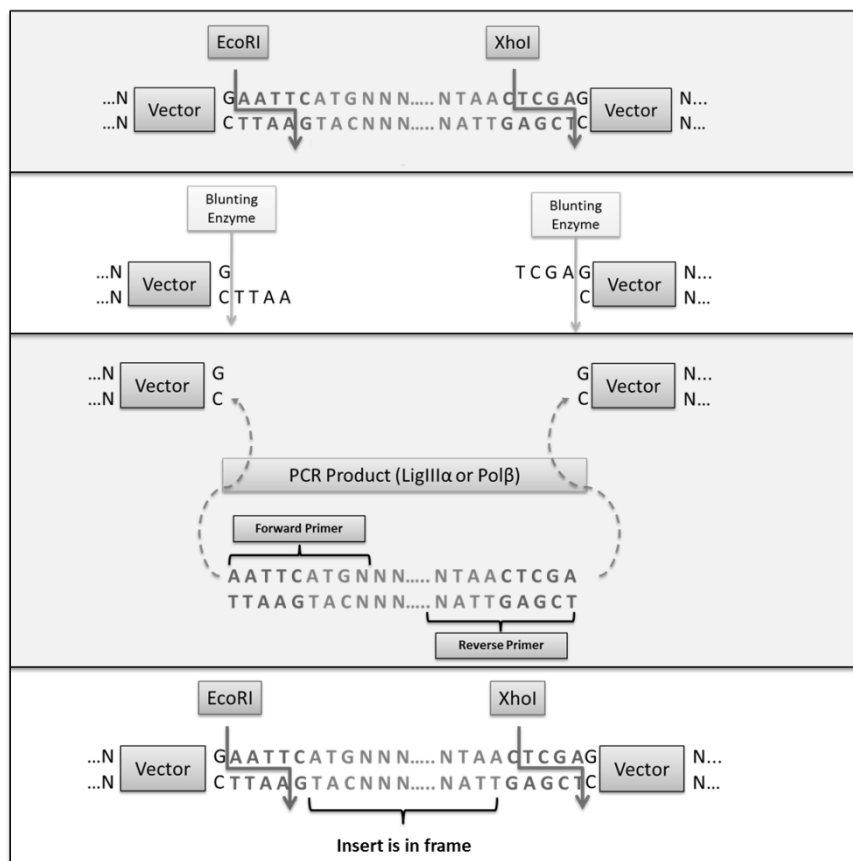 EcoRI XhoI
...N Vector GAATTCATGNNN.....NTAACTCGAG Vector N...
...N CTTAAGTACNNN.....NATTGAGCTC N...
Blunting Enzyme Blunting Enzyme
...N Vector G TCGAG Vector N...
...N CTTAA C N...
...N Vector G G Vector N...
...N C C N...
PCR Product (LigIIIα or Polβ)
Forward Primer
AATTCATGNNN.....NTAACTCGA
TTAAGTACNNN.....NATTGAGCT
Reverse Primer
EcoRI XhoI
...N Vector GAATTCATGNNN.....NTAACTCGAG Vector N...
...N CTTAAGTACNNN.....NATTGAGCTC N...
Insert is in frame